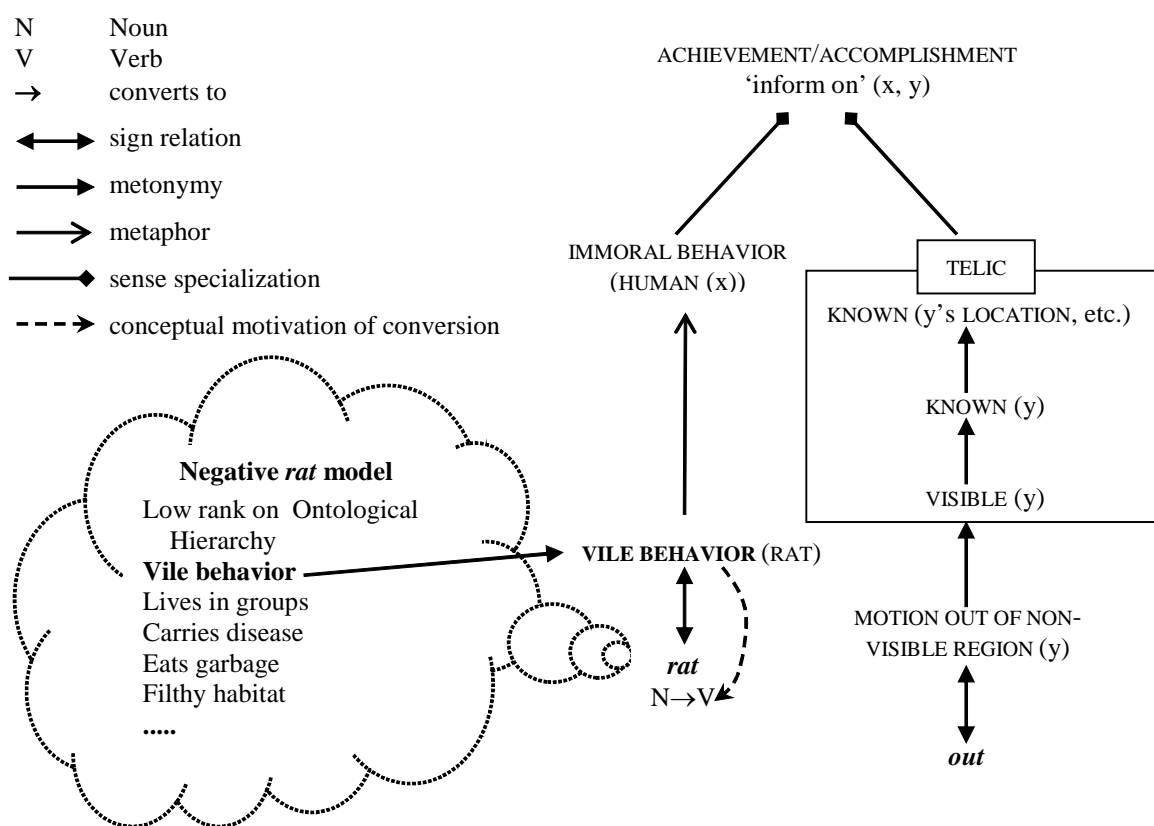 N Noun
V Verb
→ converts to
sign relation
metonymy
metaphor
sense specialization
conceptual motivation of conversion
ACHIEVEMENT/ACCOMPLISHMENT
‘inform on’ (x, y)
IMMORAL BEHAVIOR
(HUMAN (x))
TELIC
KNOWN (y’s LOCATION, etc.)
KNOWN (y)
VISIBLE (y)
Negative rat model
Low rank on Ontological
Hierarchy
Vile behavior
Lives in groups
Carries disease
Eats garbage
Filthy habitat
.....
VILE BEHAVIOR (RAT)
rat
N→V
MOTION OUT OF NON-
VISIBLE REGION (y)
out